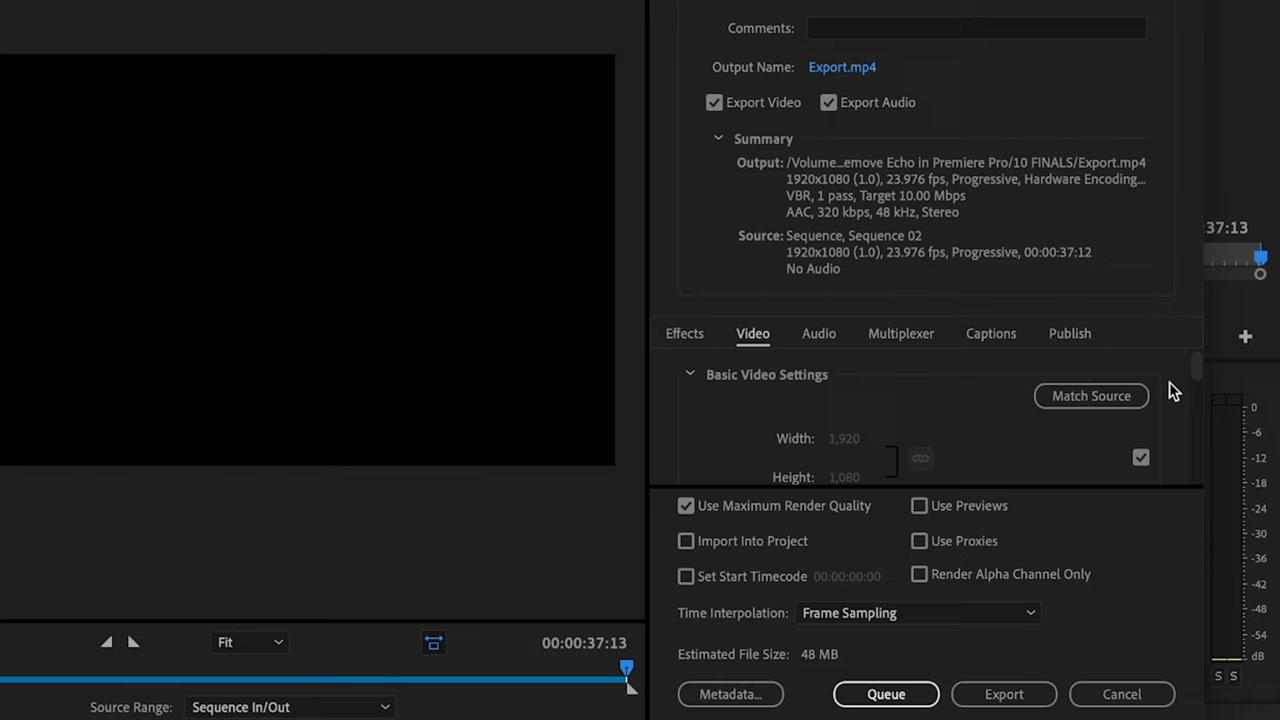 Comments:
Output Name: Export.mp4
Export Video Export Audio
Summary
Output: /Volume...emove Echo in Premiere Pro/10 FINALS/Export.mp4
1920x1080 (1.0), 23.976 fps, Progressive, Hardware Encoding...
VBR, 1 pass, Target 10.00 Mbps
AAC, 320 kbps, 48 kHz, Stereo
Source: Sequence, Sequence 02
1920x1080 (1.0), 23.976 fps, Progressive, 00:00:37:12
No Audio
:37:13
Effects Video Audio Multiplexer Captions Publish
Basic Video Settings
Match Source
Width: 1,920
Height: 1,080
Use Maximum Render Quality Use Previews
Import Into Project Use Proxies
Set Start Timecode 00:00:00:00 Render Alpha Channel Only
Time Interpolation: Frame Sampling
Estimated File Size: 48 MB
Metadata... Queue Export Cancel
Fit 00:00:37:13
Source Range: Sequence In/Out
0
-6
-12
-18
-24
-30
-36
-42
-48
-54
dB
S S